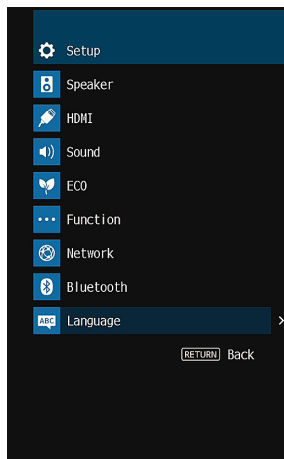 Setup
Speaker
HDMI
Sound
ECO
Function
Network
Bluetooth
ABC Language
RETURN Back